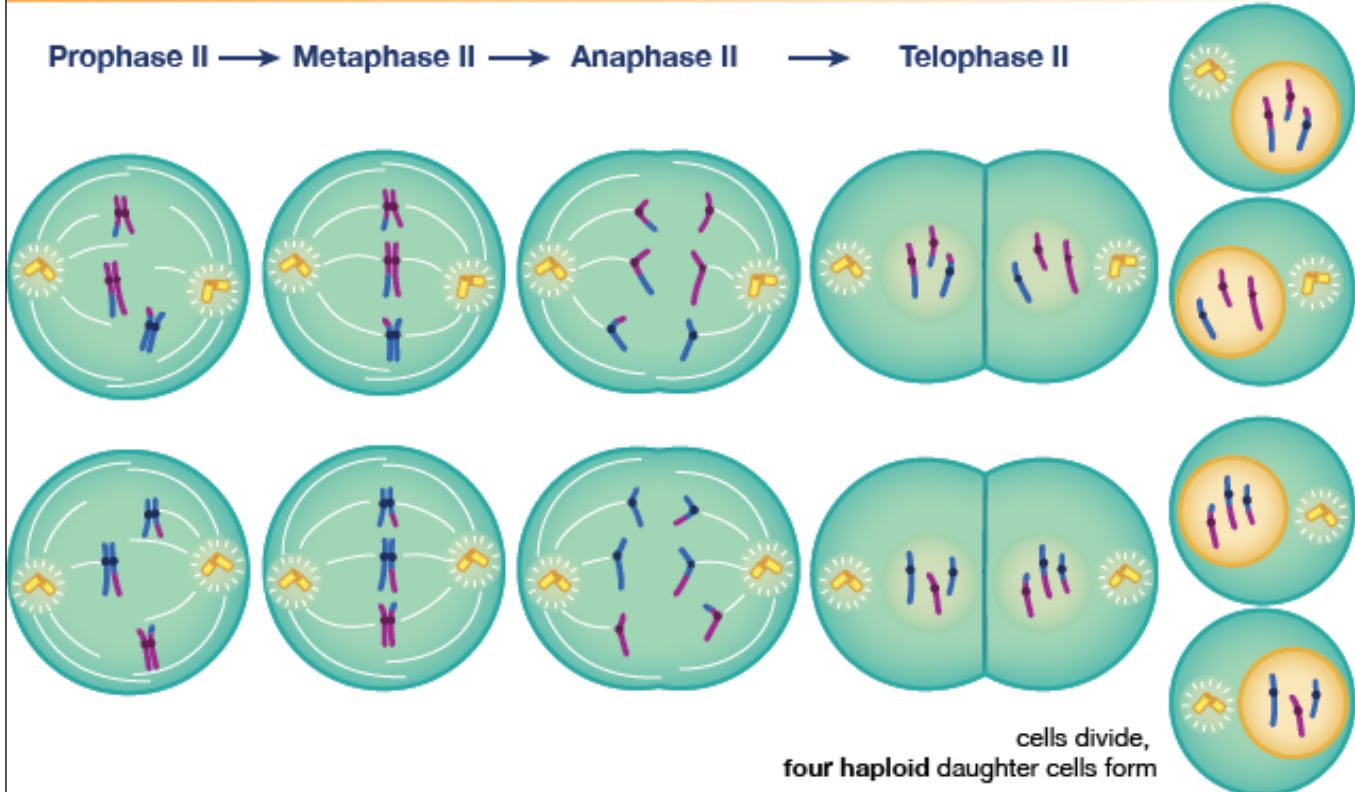 Prophase II → Metaphase II → Anaphase II → Telophase II
cells divide,
four haploid daughter cells form